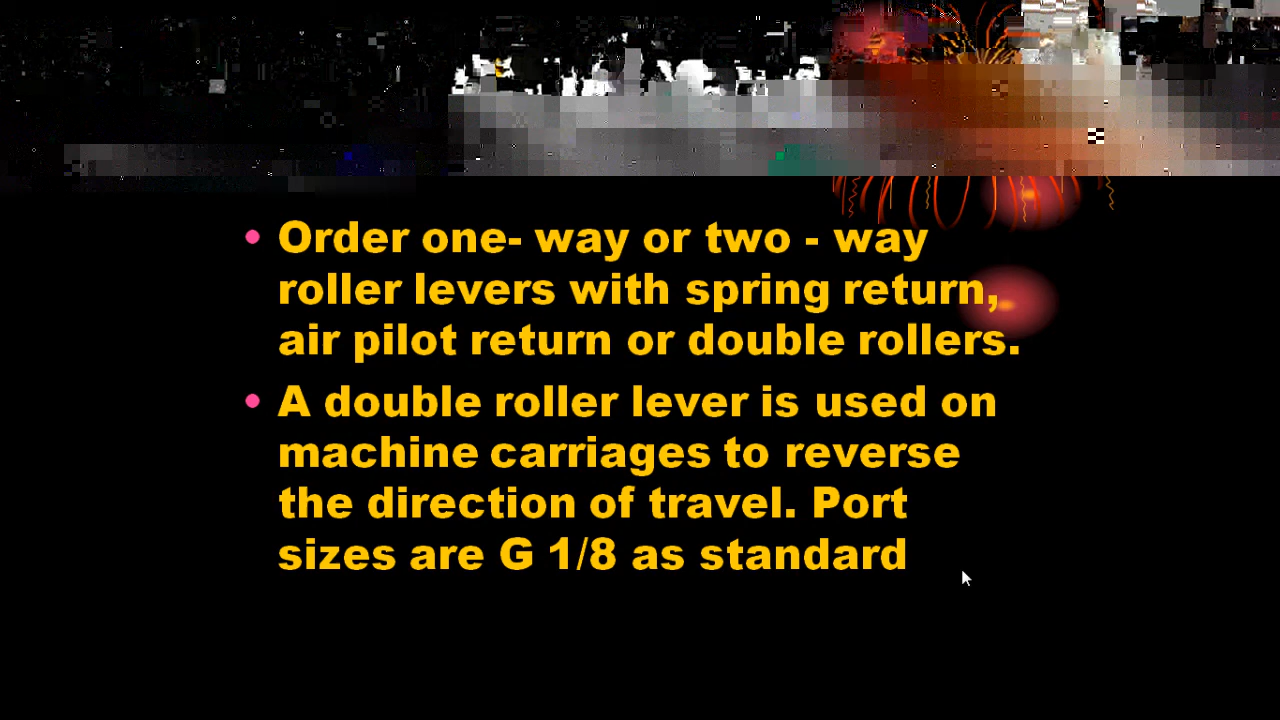 • Order one- way or two - way
roller levers with spring return,
air pilot return or double rollers.
• A double roller lever is used on
machine carriages to reverse
the direction of travel. Port
sizes are G 1/8 as standard